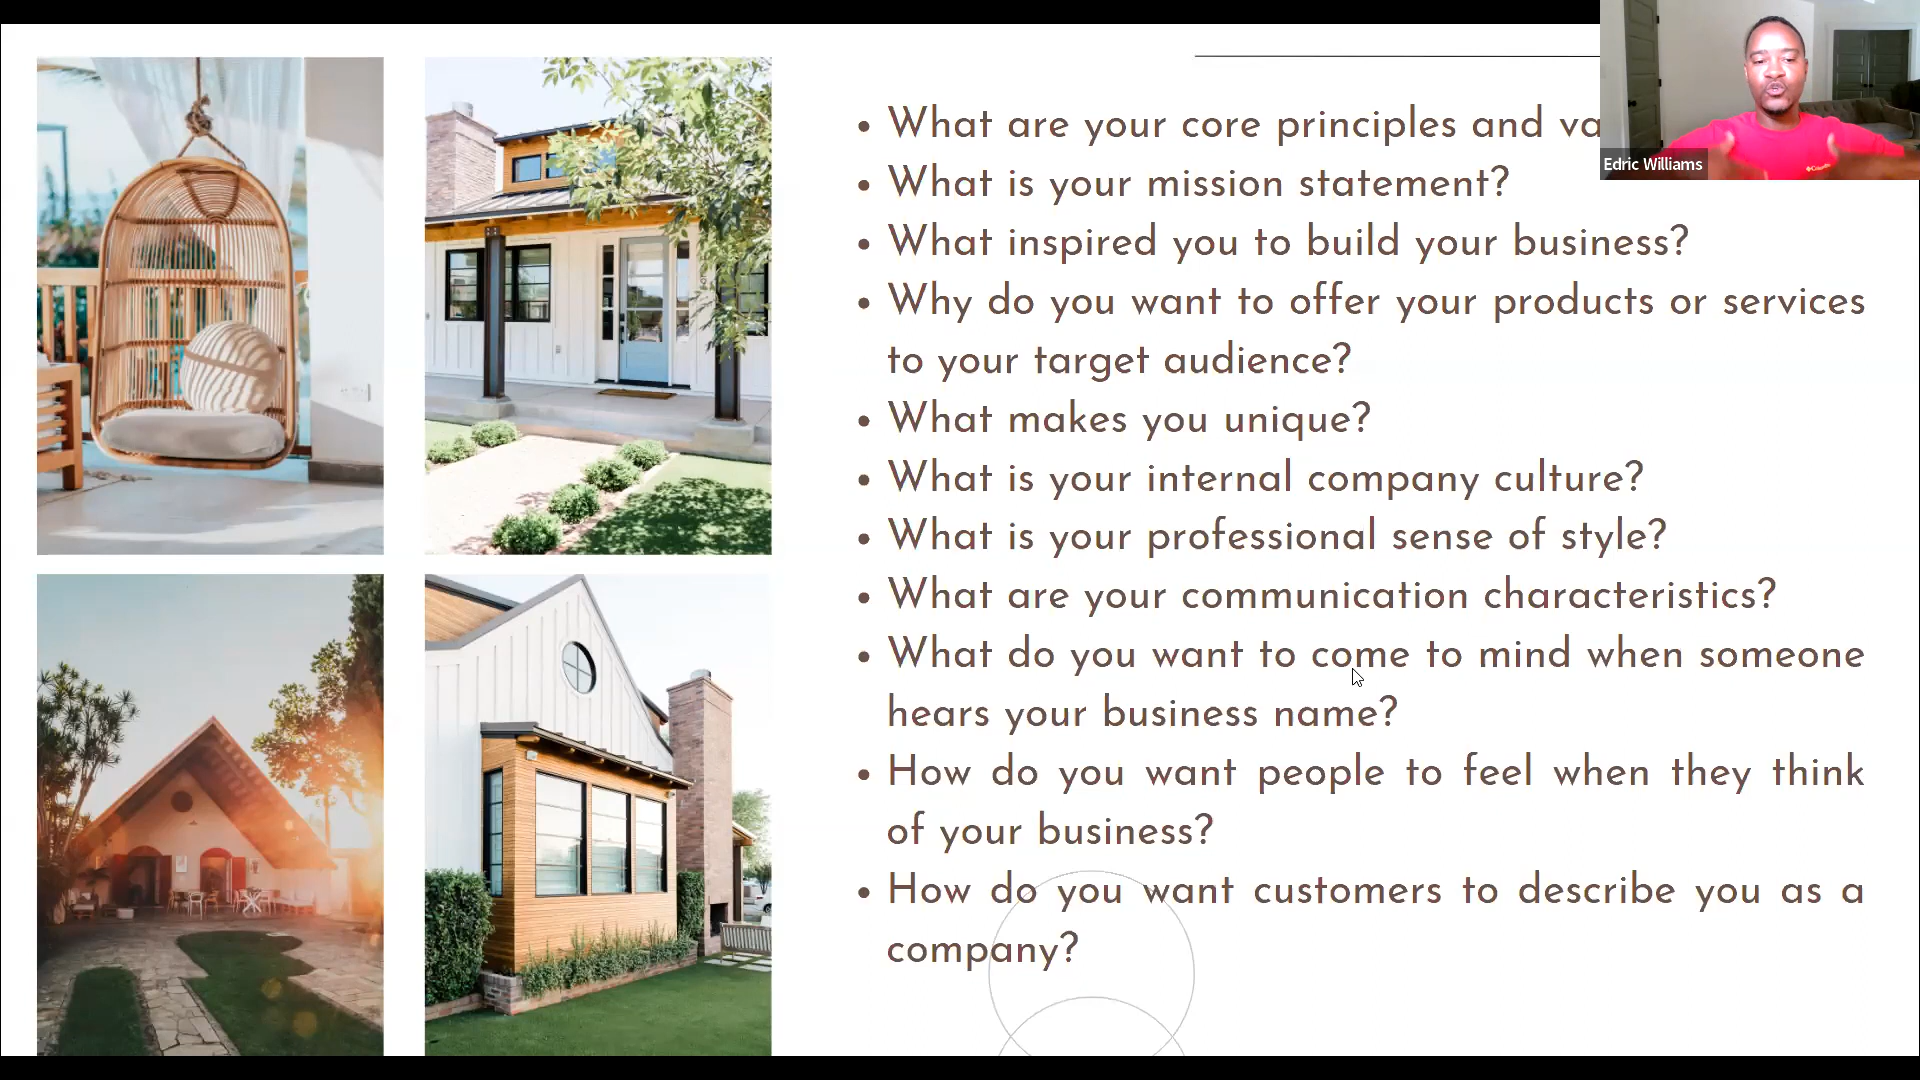 What are your core principles and
What is your mission statement?
What inspired you to build your business?
Why do you want to offer your products or services
to your target audience?
What makes you unique?
What is your internal company culture?
What is your professional sense of style?
What are your communication characteristics?
What do you want to come to mind when someone
hears your business name?
How do you want people to feel when they think
of your business?
How do you want customers to describe you as a
company?
Edric Williams